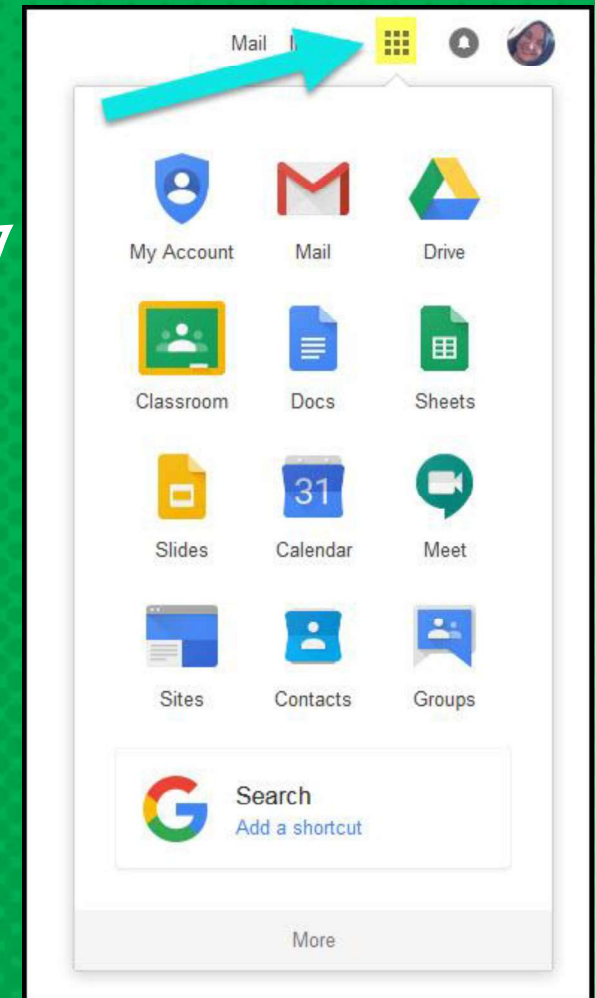 Mail
My Account Mail Drive
Classroom Docs Sheets
31
Slides Calendar Meet
Sites Contacts Groups
G
Search
Add a shortcut
More